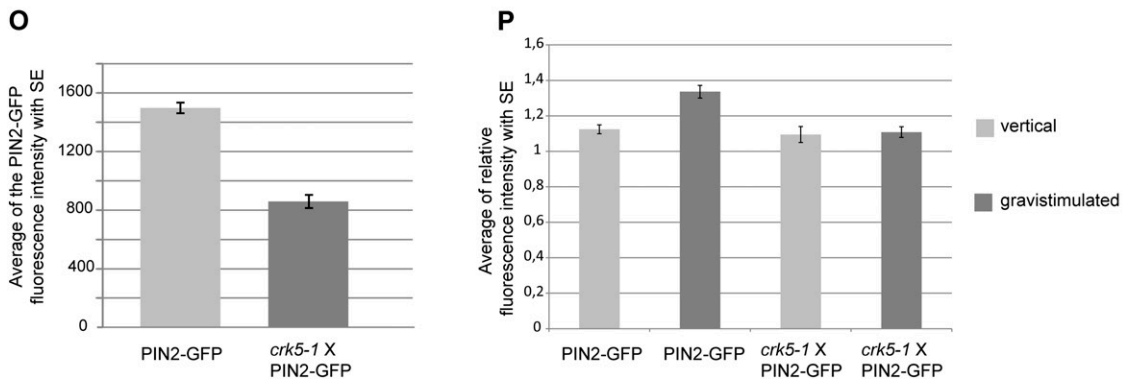 O
Average of the PIN2-GFP
fluorescence intensity with SE
1600
1200
800
400
0
PIN2-GFP
crk5-1 X
PIN2-GFP
P
Average of relative
fluorescence intensity with SE
1,6
1,4
1,2
1
0,8
0,6
0,4
0,2
0
PIN2-GFP
PIN2-GFP
crk5-1 X
PIN2-GFP
crk5-1 X
PIN2-GFP
vertical
gravistimulated